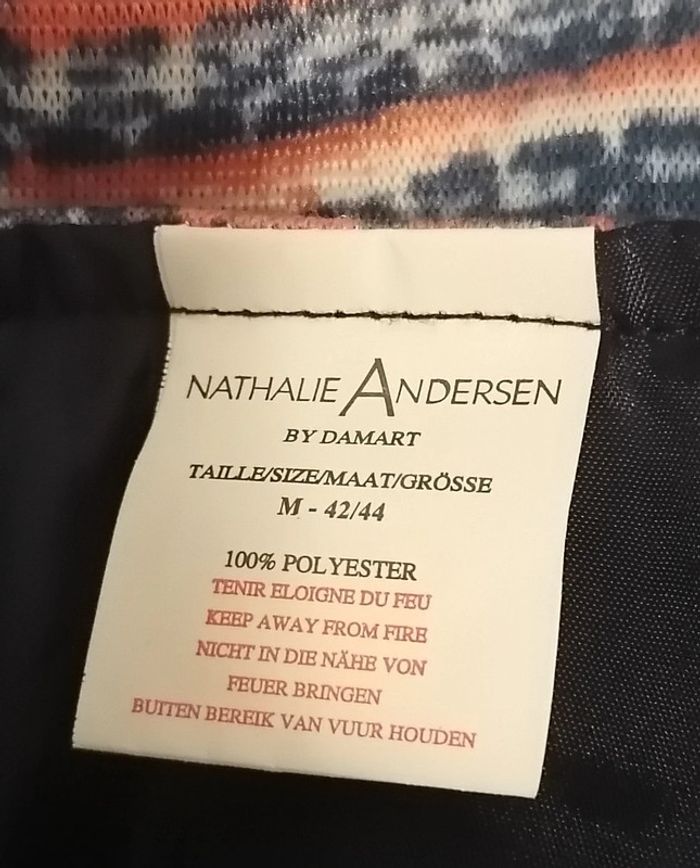 NATHALIE ANDERSEN
BY DAMART
TAILLE/SIZE/MAAT/GRÖSSE
M - 42/44
100% POLYESTER
TENIR ELOIGNE DU FEU
KEEP AWAY FROM FIRE
NICHT IN DIE NÄHE VON
FEUER BRINGEN
BUITEN BEREIK VAN VUUR HOUDEN